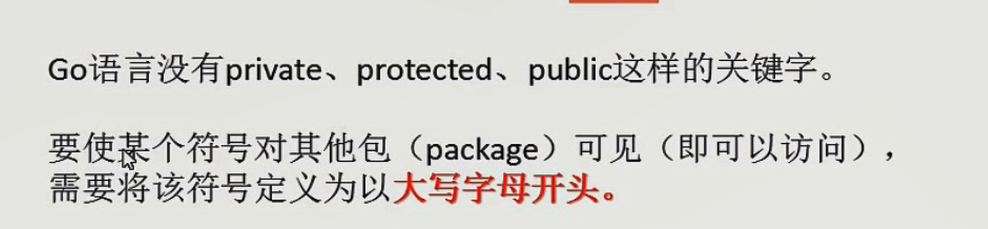 Go语言没有private、protected、public这样的关键字。
要使某个符号对其他包（package）可见（即可以访问），
需要将该符号定义为以大写字母开头。